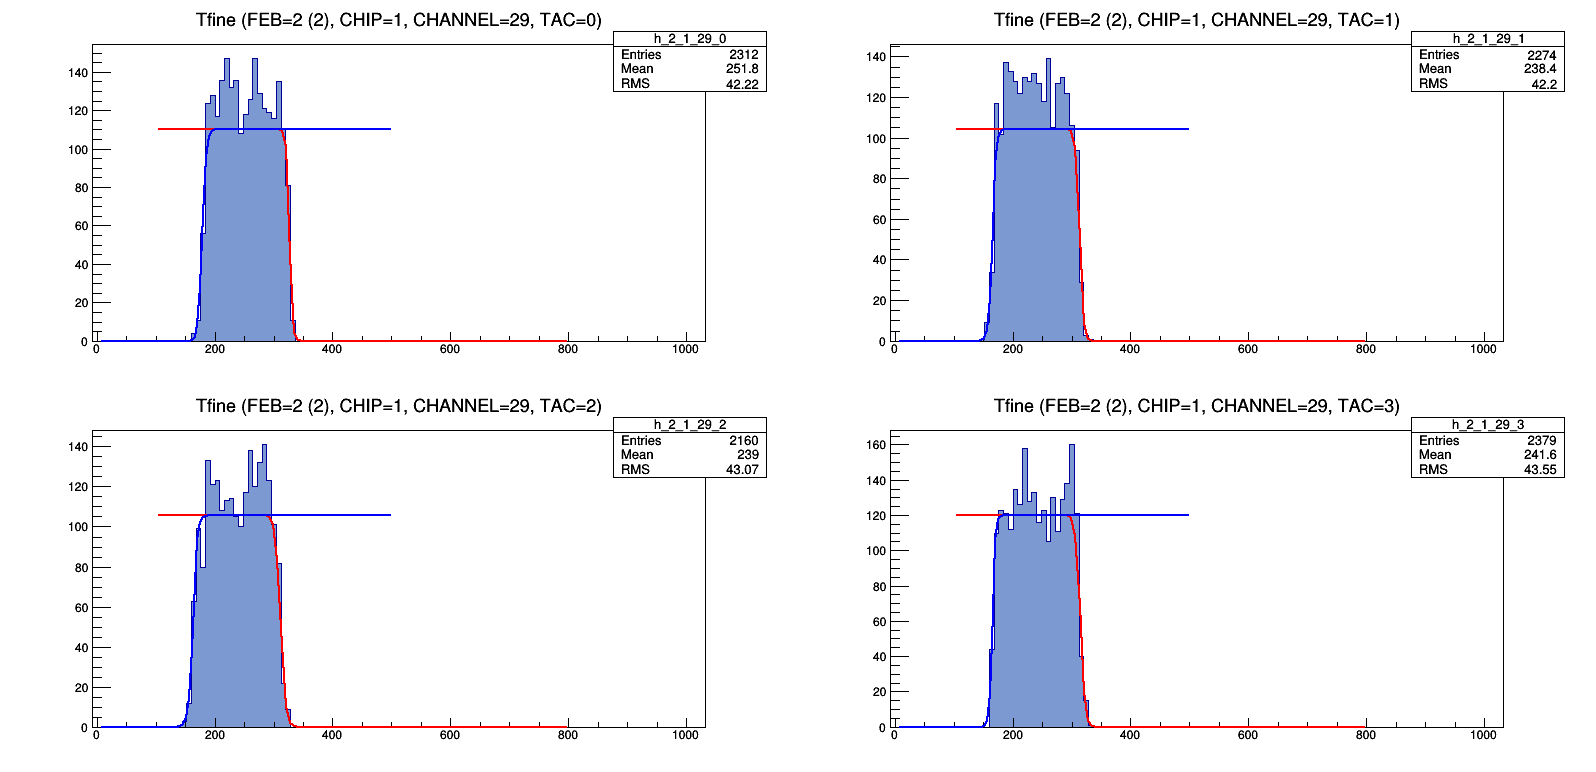 Tfine (FEB=2 (2), CHIP=1, CHANNEL=29, TAC=0)
h_2_1_29_0
Entries 2312
Mean 251.8
RMS 42.22
140
120
100
80
60
40
20
0
0 200 400 600 800 1000
Tfine (FEB=2 (2), CHIP=1, CHANNEL=29, TAC=1)
h_2_1_29_1
Entries 2274
Mean 238.4
RMS 42.2
140
120
100
80
60
40
20
0
0 200 400 600 800 1000
Tfine (FEB=2 (2), CHIP=1, CHANNEL=29, TAC=2)
h_2_1_29_2
Entries 2160
Mean 239
RMS 43.07
140
120
100
80
60
40
20
0
0 200 400 600 800 1000
Tfine (FEB=2 (2), CHIP=1, CHANNEL=29, TAC=3)
h_2_1_29_3
Entries 2379
Mean 241.6
RMS 43.55
160
140
120
100
80
60
40
20
0
0 200 400 600 800 1000